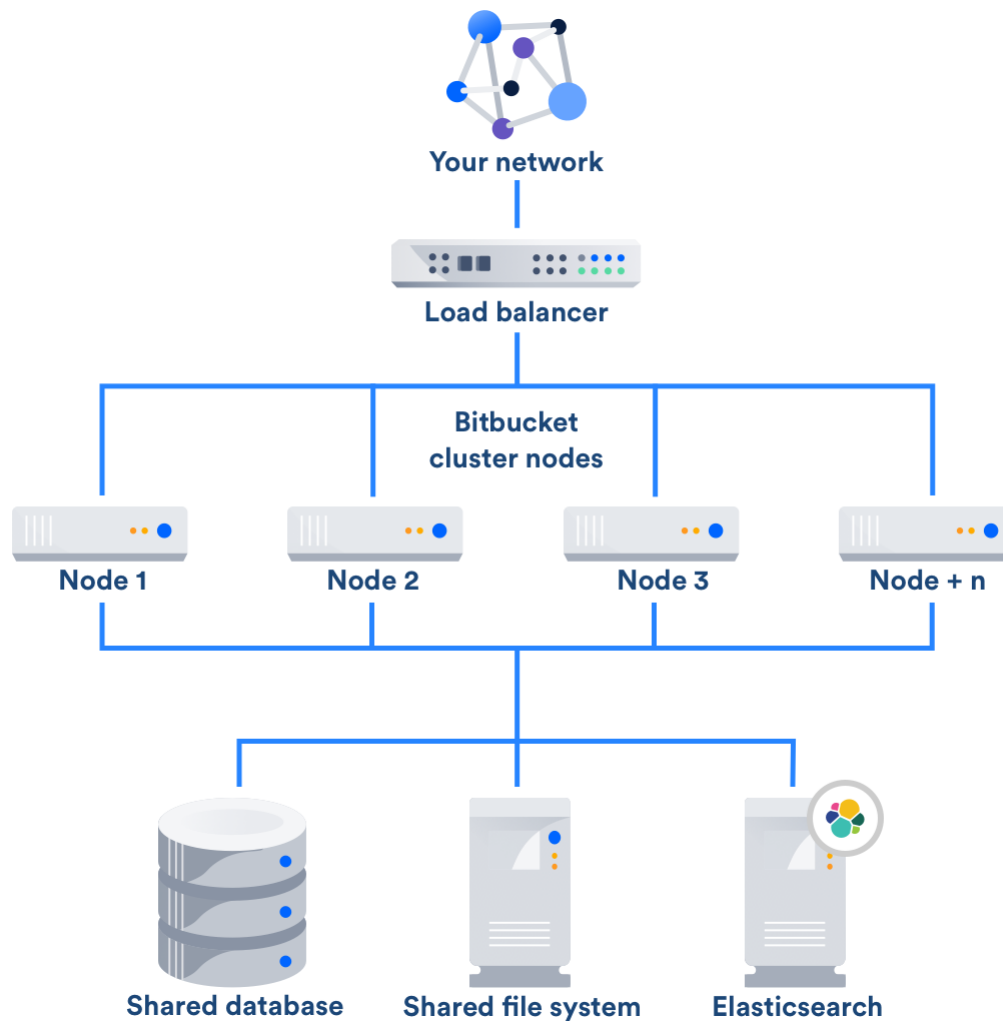 Your network
Load balancer
Bitbucket
cluster nodes
Node 1
Node 2
Node 3
Node + n
Shared database
Shared file system
Elasticsearch